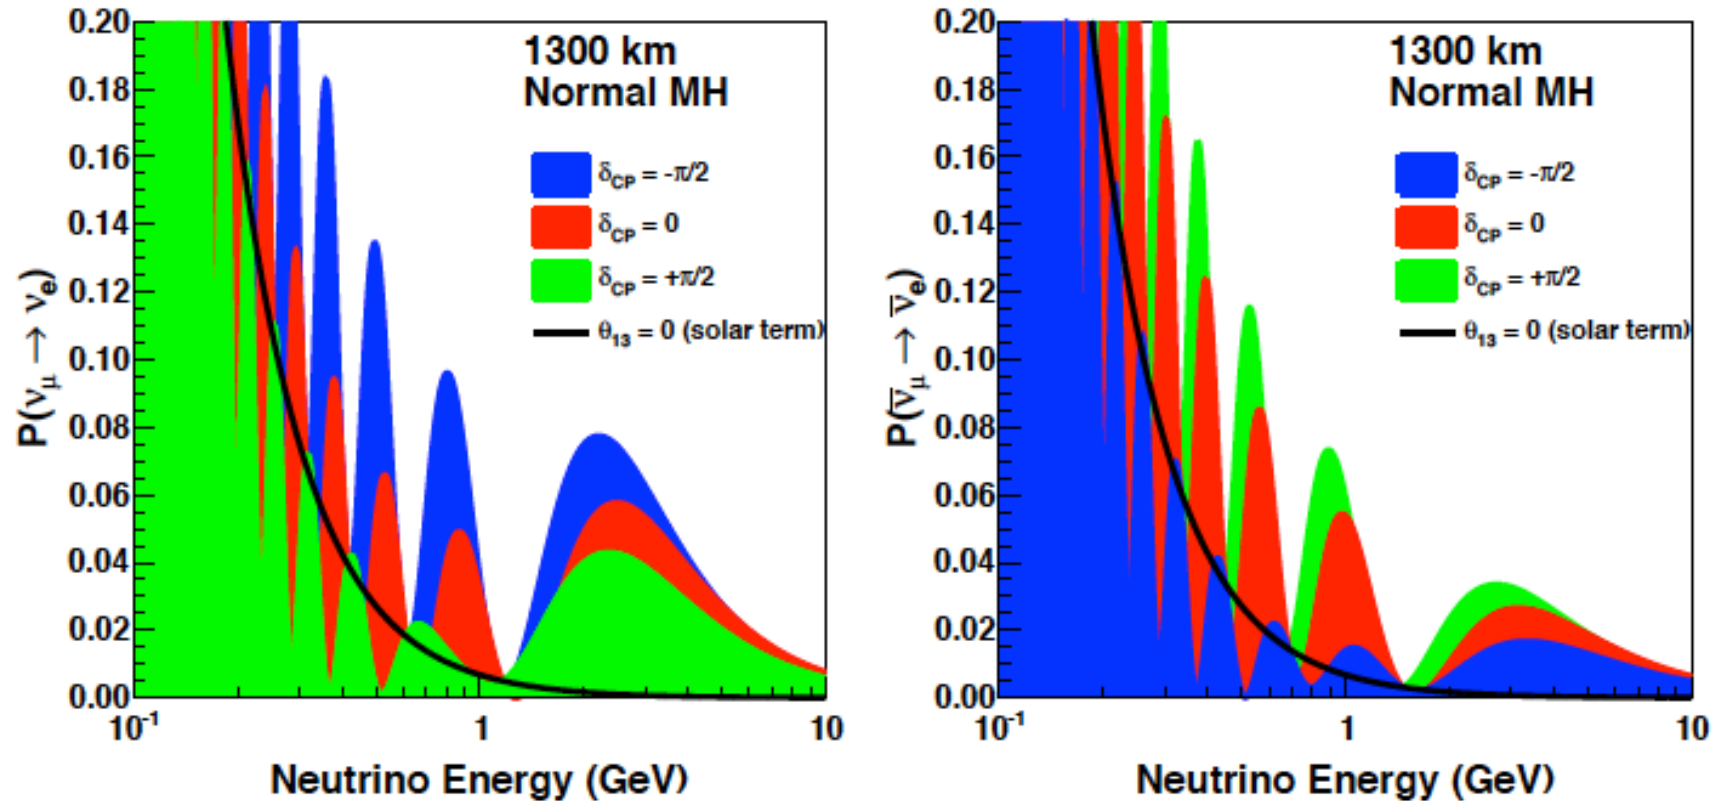 1300 km
Normal MH
δCP = -π/2
δCP = 0
δCP = +π/2
θ13 = 0 (solar term)
P(νμ → νe)
0.20
0.18
0.16
0.14
0.12
0.10
0.08
0.06
0.04
0.02
0.00
10-1
1
10
Neutrino Energy (GeV)
1300 km
Normal MH
δCP = -π/2
δCP = 0
δCP = +π/2
θ13 = 0 (solar term)
P(ν̅μ → ν̅e)
0.20
0.18
0.16
0.14
0.12
0.10
0.08
0.06
0.04
0.02
0.00
10-1
1
10
Neutrino Energy (GeV)